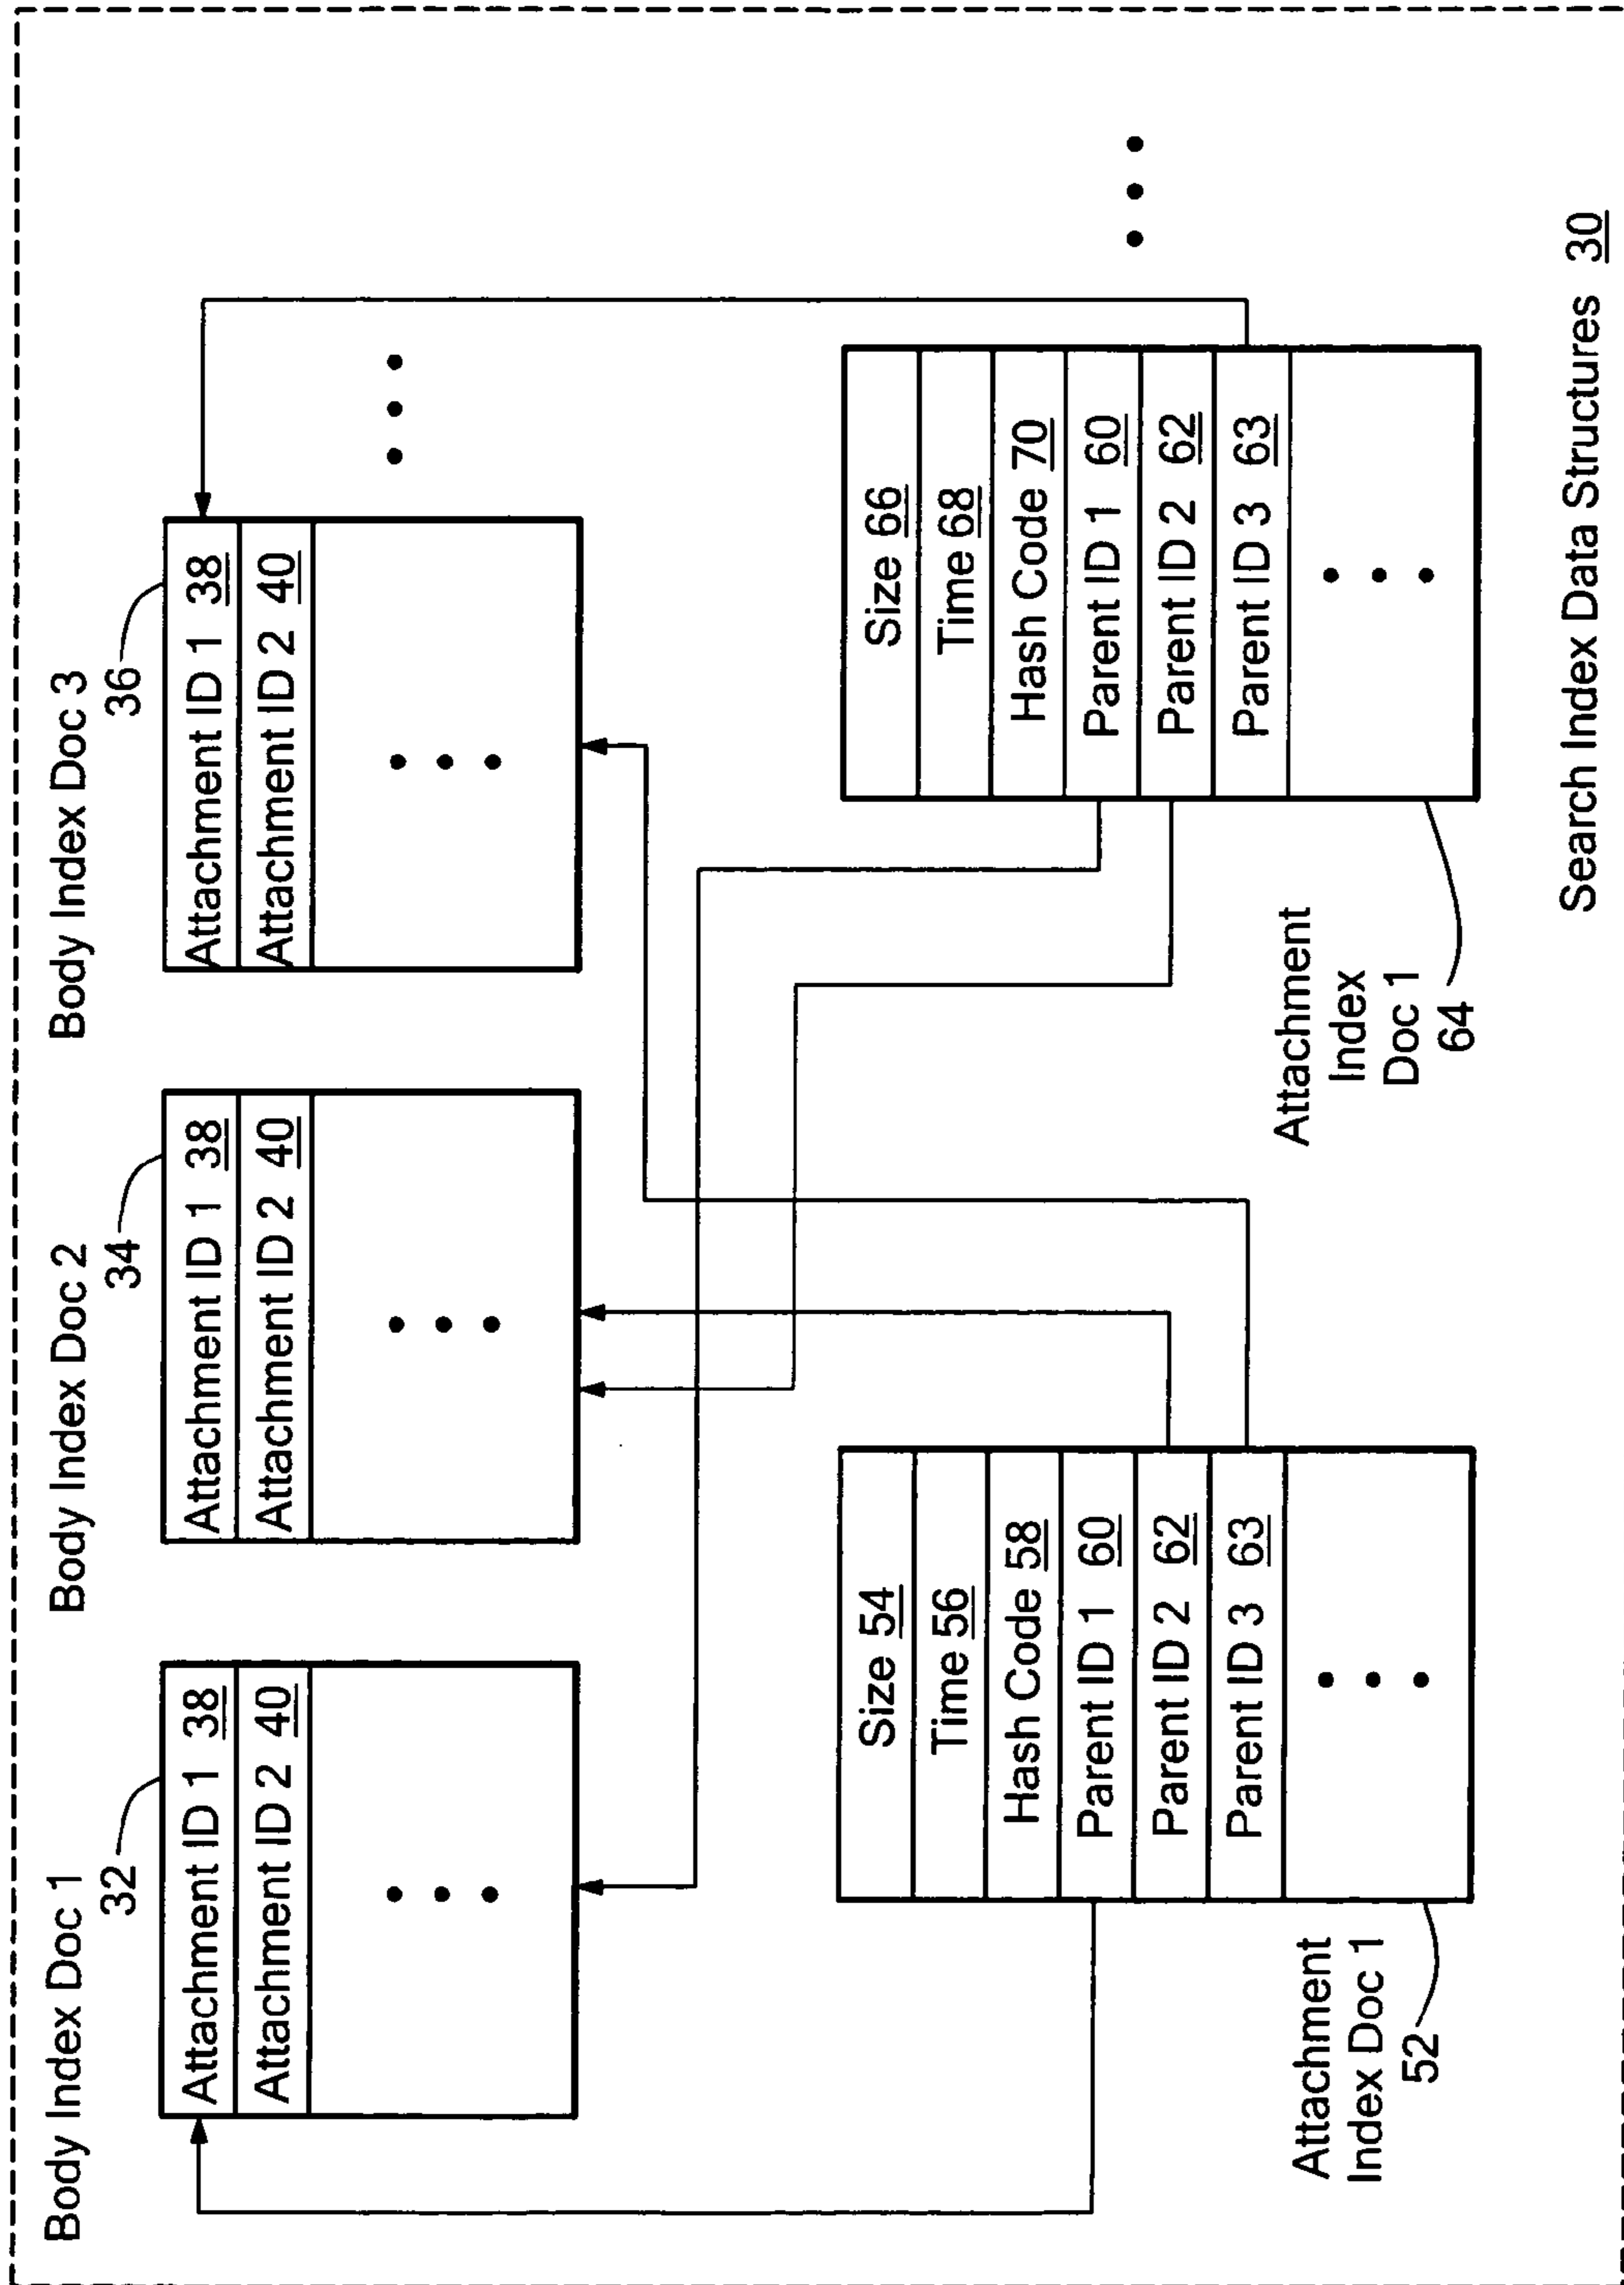 Body Index Doc 1
32
Attachment ID 1 38
Attachment ID 2 40
Body Index Doc 2
34
Attachment ID 1 38
Attachment ID 2 40
Body Index Doc 3
36
Attachment ID 1 38
Attachment ID 2 40
Size 54
Time 56
Hash Code 58
Parent ID 1 60
Parent ID 2 62
Parent ID 3 63
Attachment
Index Doc 1
52
Size 66
Time 68
Hash Code 70
Parent ID 1 60
Parent ID 2 62
Parent ID 3 63
Attachment
Index
Doc 1
64
Search Index Data Structures 30